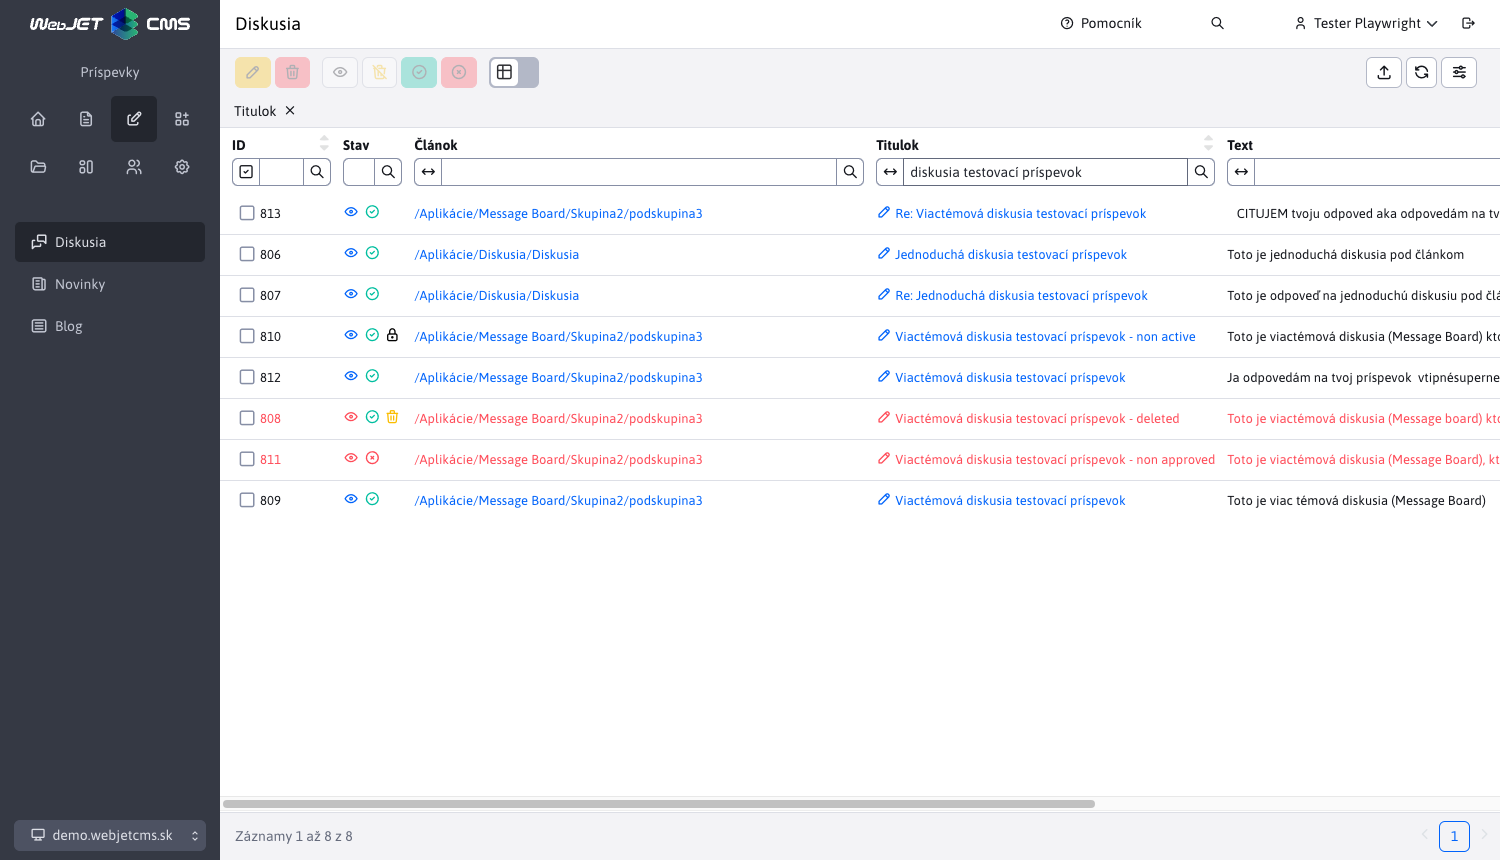 WebJET CMS
Diskusia
Pomocník
Tester Playwright
Príspevky
Titulok
ID
Stav
Článok
Titulok
Text
diskusia testovací príspevok
813 /Aplikácie/Message Board/Skupina2/podskupina3 Re: Viactémová diskusia testovací príspevok CITUJEM tvoju odpoved aka odpovedám na tv
806 /Aplikácie/Diskusia/Diskusia Jednoduchá diskusia testovací príspevok Toto je jednoduchá diskusia pod článkom
807 /Aplikácie/Diskusia/Diskusia Re: Jednoduchá diskusia testovací príspevok Toto je odpoveď na jednoduchú diskusiu pod člá
810 /Aplikácie/Message Board/Skupina2/podskupina3 Viactémová diskusia testovací príspevok - non active Toto je viactémová diskusia (Message Board) kto
812 /Aplikácie/Message Board/Skupina2/podskupina3 Viactémová diskusia testovací príspevok Ja odpovedám na tvoj príspevok vtipnésuperne
808 /Aplikácie/Message Board/Skupina2/podskupina3 Viactémová diskusia testovací príspevok - deleted Toto je viactémová diskusia (Message board) kto
811 /Aplikácie/Message Board/Skupina2/podskupina3 Viactémová diskusia testovací príspevok - non approved Toto je viactémová diskusia (Message Board), kt
809 /Aplikácie/Message Board/Skupina2/podskupina3 Viactémová diskusia testovací príspevok Toto je viac témová diskusia (Message Board)
Diskusia
Novinky
Blog
demo.webjetcms.sk
Záznamy 1 až 8 z 8
1